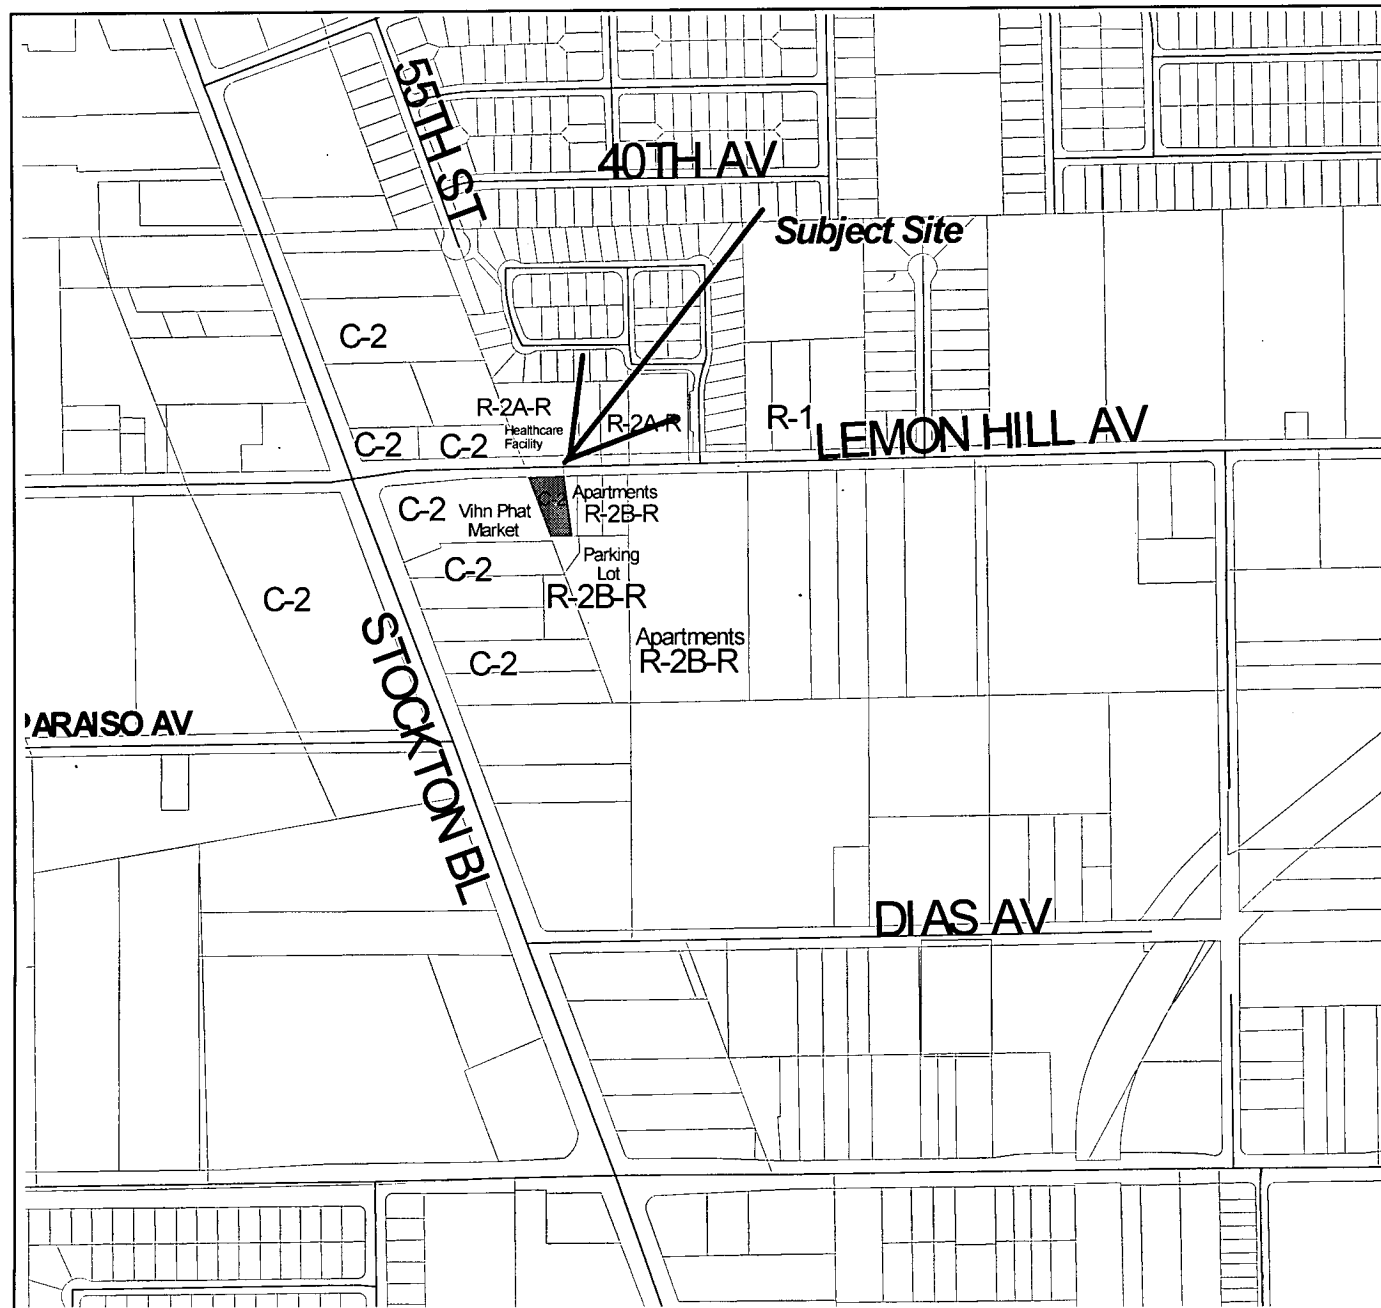 55TH ST
40TH AV
Subject Site
C-2
R-2A-R
Healthcare
Facility
R-2A-R
R-1
LEMON HILL AV
C-2
C-2
C-2
Vihn Phat
Market
C-2
Apartments
R-2B-R
C-2
Parking
Lot
R-2B-R
C-2
Apartments
R-2B-R
C-2
STOCKTON BL
ARAISO AV
DIAS AV